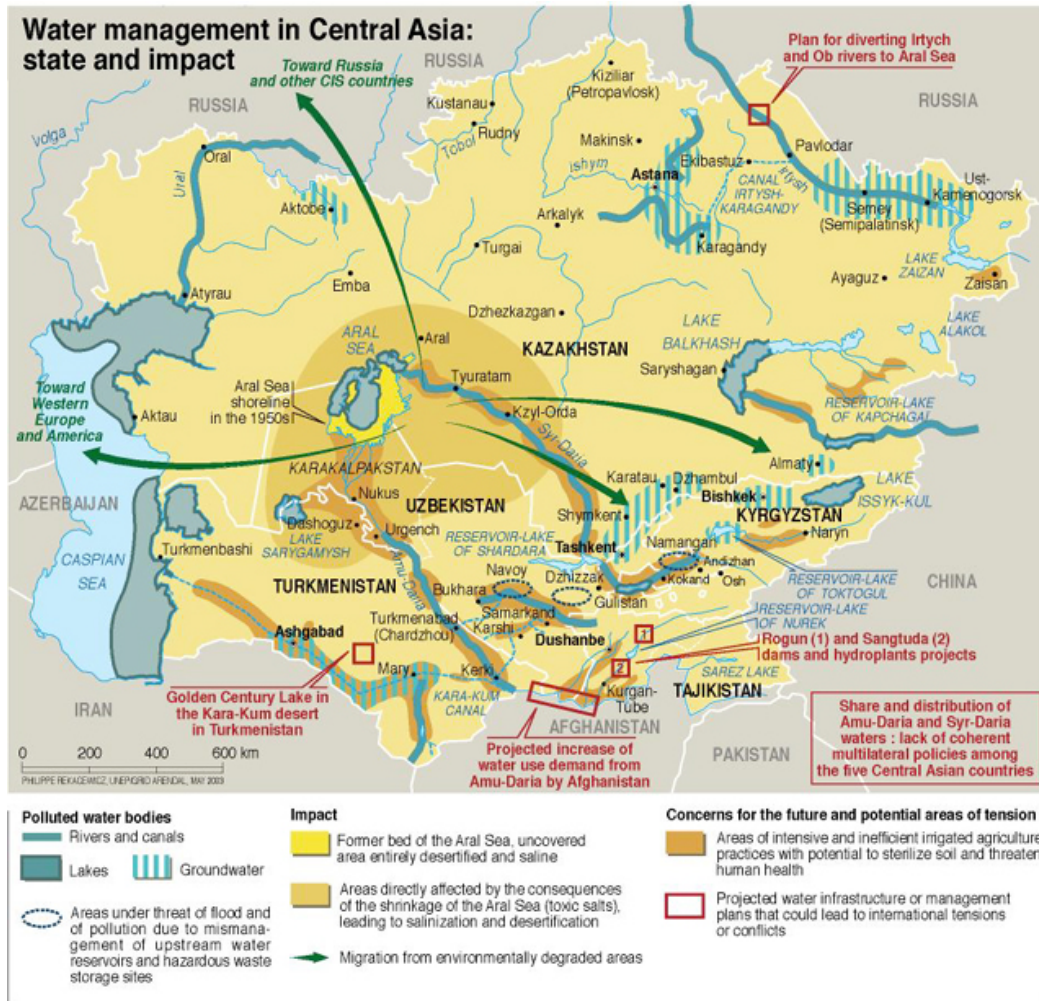 Water management in Central Asia:
state and impact
Toward Russia
and other CIS countries
RUSSIA
RUSSIA
RUSSIA
Plan for diverting Irtych
and Ob rivers to Aral Sea
Volga
Oral
Ural
Aktobe
Kustanau
Rudny
Tobol
Kiziliar
(Petropavlosk)
Makinsk
Ishym
Astana
Ekibastuz
Pavlodar
Irtysh
CANAL
IRTYSH-
KARAGANDY
Ust-
Kamenogorsk
Semey
(Semipalatinsk)
Arkalyk
Turgai
Karagandy
LAKE
ZAIZAN
Ayaguz
Zaisan
Atyrau
Emba
Dzhezkazgan
LAKE
BALKHASH
LAKE
ALAKOL
ARAL
SEA
Aral
KAZAKHSTAN
Saryshagan
Toward
Western
Europe
and America
Aral Sea
shoreline
in the 1950s
Tyuratam
Kzyl-Orda
Syr-Daria
RESERVOIR-LAKE
OF KAPCHAGAI
Aktau
KARAKALPAKSTAN
Almaty
Karatau
Dzhambul
Bishkek
LAKE
ISSYK-KUL
AZERBAIJAN
Nukus
UZBEKISTAN
Shymkent
KYRGYZSTAN
Dashoguz
Urgench
LAKE
SARYGAMYSH
RESERVOIR-LAKE
OF SHARDARA
Tashkent
Namangan
Naryn
CASPIAN
SEA
Turkmenbashi
Navoy
Dzhizzak
Andizhan
Kokand
Osh
CHINA
TURKMENISTAN
Amu-Daria
Bukhara
Gulistan
RESERVOIR-LAKE
OF TOKTOGUL
Samarkand
Karshi
RESERVOIR-LAKE
OF NUREK
Turkmenabad
(Chardzhou)
Ashgabad
Dushanbe
1
Rogun (1) and Sangtuda (2)
dams and hydroplants projects
2
SAREZ LAKE
Mary
Kerki
Kurgan-
Tube
TAJIKISTAN
IRAN
Golden Century Lake in
the Kara-Kum desert
in Turkmenistan
KARA-KUM
CANAL
AFGHANISTAN
PAKISTAN
Projected increase of
water use demand from
Amu-Daria by Afghanistan
Share and distribution of
Amu-Daria and Syr-Daria
waters : lack of coherent
multilateral policies among
the five Central Asian countries
0 200 400 600 km
PHILIPPE REKACEWICZ, UNEP/GRID ARENDAL, MAY 2003
Polluted water bodies
Rivers and canals
Lakes
Groundwater
Areas under threat of flood and
of pollution due to mismana-
gement of upstream water
reservoirs and hazardous waste
storage sites
Impact
Former bed of the Aral Sea, uncovered
area entirely desertified and saline
Areas directly affected by the consequences
of the shrinkage of the Aral Sea (toxic salts),
leading to salinization and desertification
Migration from environmentally degraded areas
Concerns for the future and potential areas of tension
Areas of intensive and inefficient irrigated agriculture
practices with potential to sterilize soil and threaten
human health
Projected water infrastructure or management
plans that could lead to international tensions
or conflicts